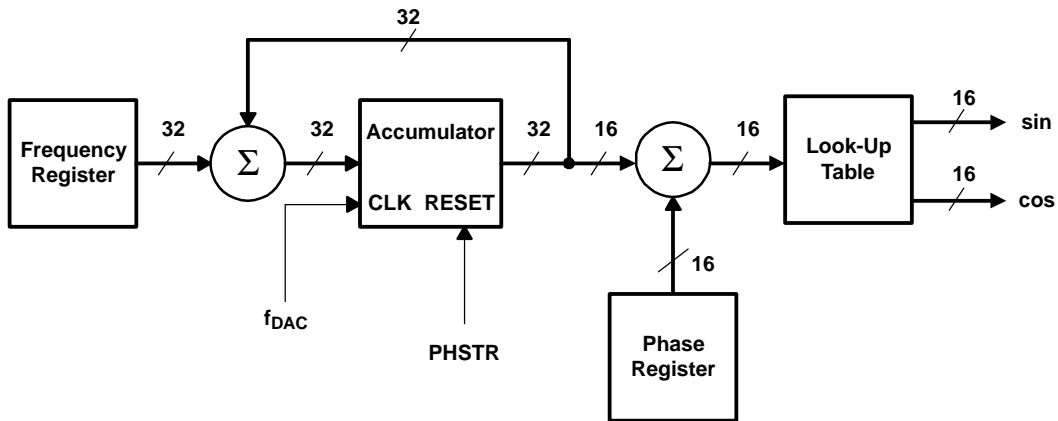 32
Frequency
Register
32
Σ
32
Accumulator
CLK RESET
32
16
Σ
16
Look-Up
Table
16
sin
16
cos
f_DAC
PHSTR
16
Phase
Register